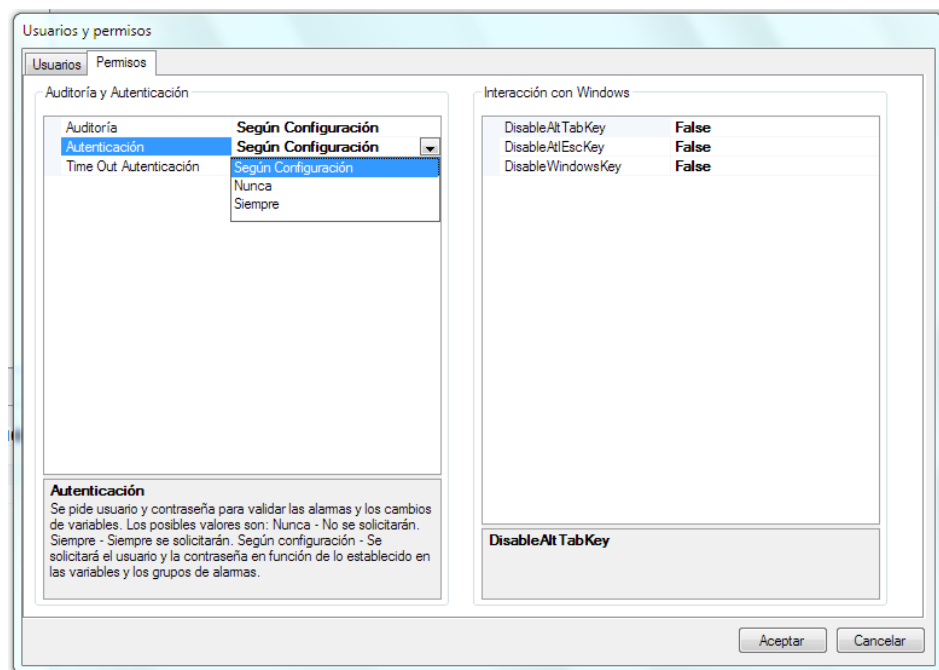 Usuarios y permisos
Usuarios
Permisos
Auditoría y Autenticación
Auditoría Según Configuración
Autenticación Según Configuración
Time Out Autenticación
Según Configuración
Nunca
Siempre
Autenticación
Se pide usuario y contraseña para validar las alarmas y los cambios
de variables. Los posibles valores son: Nunca - No se solicitarán.
Siempre - Siempre se solicitarán. Según configuración - Se
solicitará el usuario y la contraseña en función de lo establecido en
las variables y los grupos de alarmas.
Interacción con Windows
DisableAltTabKey False
DisableAtlEscKey False
DisableWindowsKey False
DisableAltTabKey
Aceptar
Cancelar